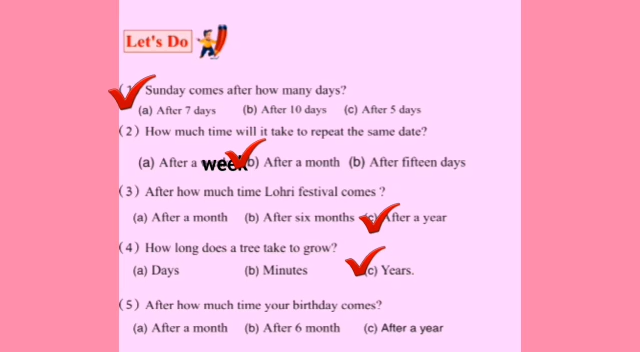 Let's Do
(1) Sunday comes after how many days?
(a) After 7 days (b) After 10 days (c) After 5 days
(2) How much time will it take to repeat the same date?
(a) After a week (b) After a month (b) After fifteen days
(3) After how much time Lohri festival comes ?
(a) After a month (b) After six months (c) After a year
(4) How long does a tree take to grow?
(a) Days (b) Minutes (c) Years.
(5) After how much time your birthday comes?
(a) After a month (b) After 6 month (c) After a year